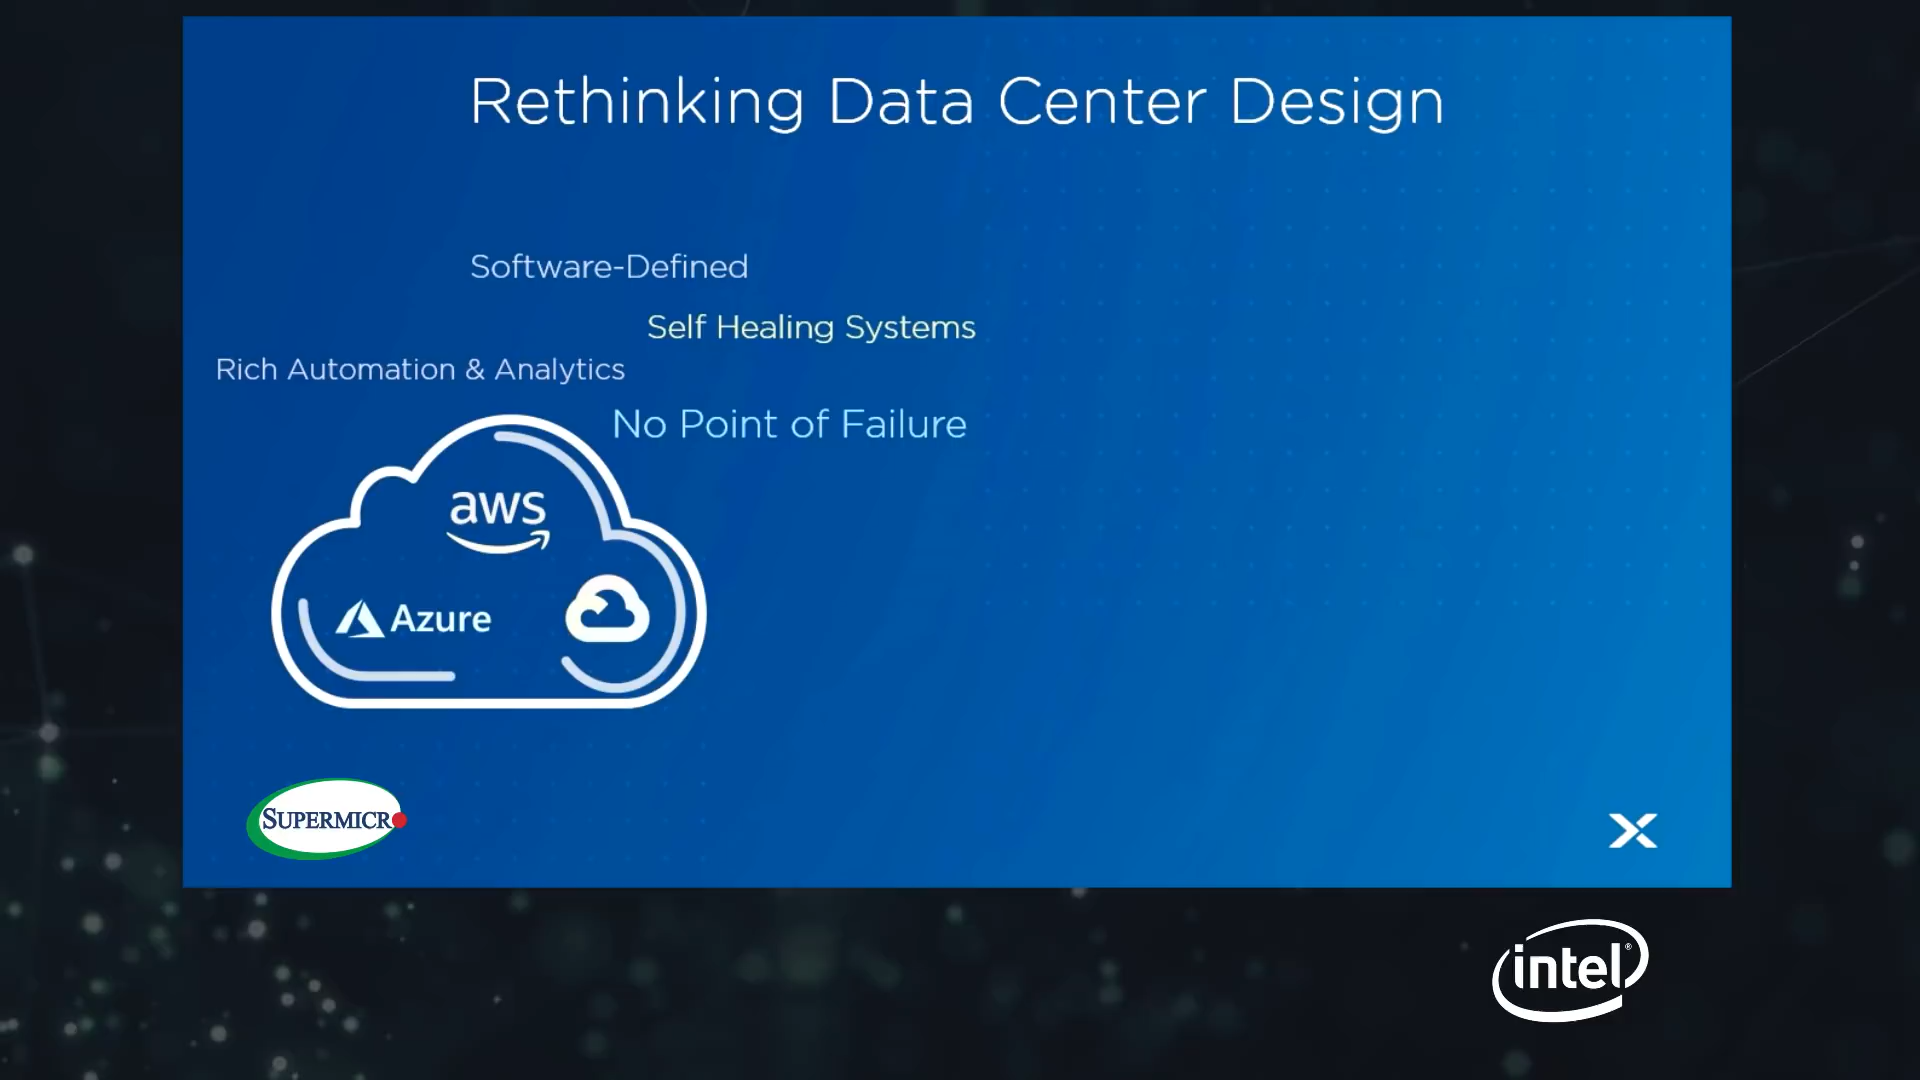 Rethinking Data Center Design
Software-Defined
Self Healing Systems
Rich Automation & Analytics
No Point of Failure
aws
Azure
SUPERMICRO
intel®